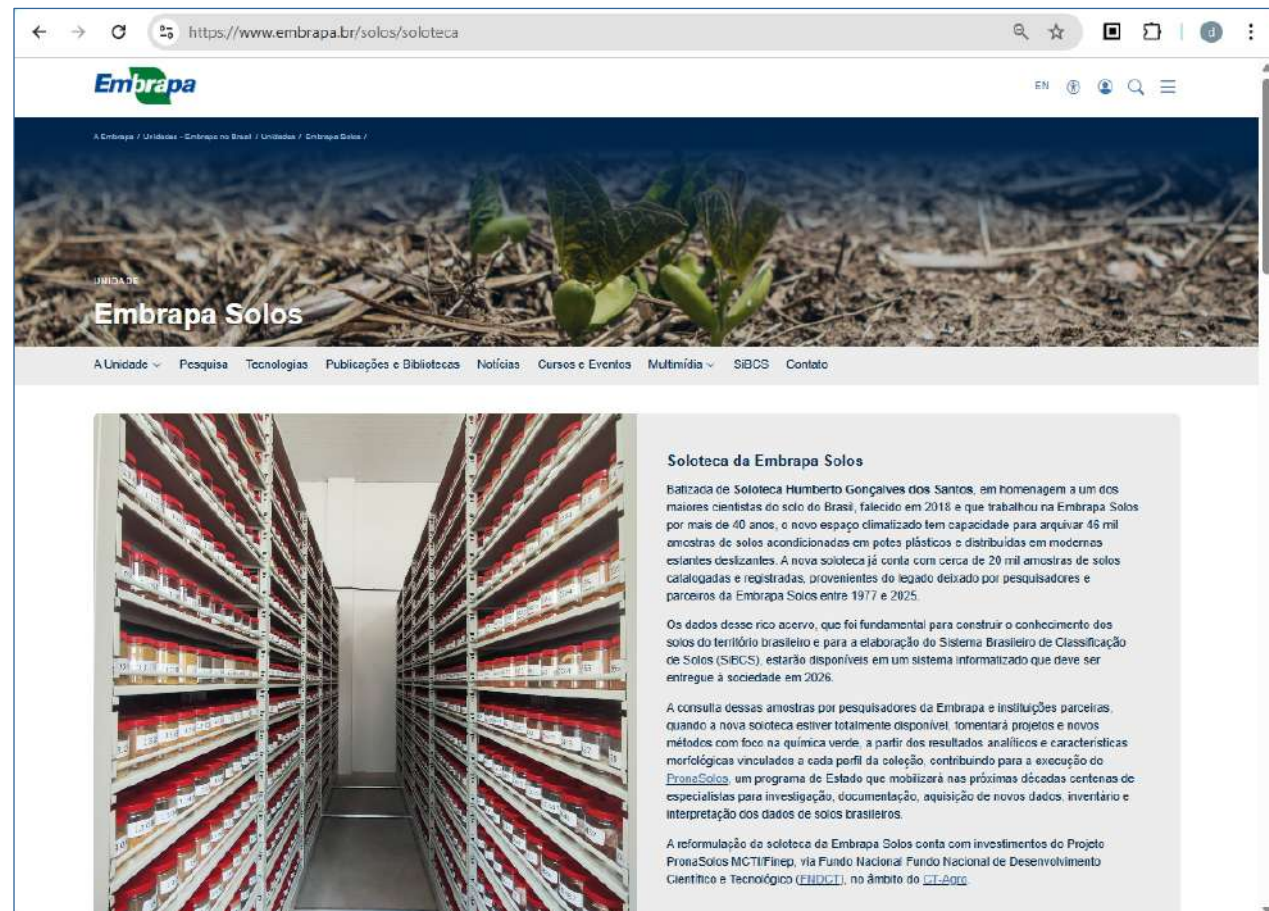 https://www.embrapa.br/solos/soloteca
d
Embrapa
EN
A Embrapa / Unidades - Embrapa no Brasil / Unidades / Embrapa Solos /
UNIDADE
Embrapa Solos
A Unidade Pesquisa Tecnologias Publicações e Bibliotecas Notícias Cursos e Eventos Multimídia SiBCS Contato
Soloteca da Embrapa Solos
Batizada de Soloteca Humberto Gonçalves dos Santos, em homenagem a um dos
maiores cientistas do solo do Brasil, falecido em 2018 e que trabalhou na Embrapa Solos
por mais de 40 anos, o novo espaço climatizado tem capacidade para arquivar 46 mil
amostras de solos acondicionadas em potes plásticos e distribuídas em modernas
estantes deslizantes. A nova soloteca já conta com cerca de 20 mil amostras de solos
catalogadas e registradas, provenientes do legado deixado por pesquisadores e
parceiros da Embrapa Solos entre 1977 e 2025.
Os dados desse rico acervo, que foi fundamental para construir o conhecimento dos
solos do território brasileiro e para a elaboração do Sistema Brasileiro de Classificação
de Solos (SiBCS), estarão disponíveis em um sistema informatizado que deve ser
entregue à sociedade em 2026.
A consulta dessas amostras por pesquisadores da Embrapa e instituições parceiras,
quando a nova soloteca estiver totalmente disponível, fomentará projetos e novos
métodos com foco na química verde, a partir dos resultados analíticos e características
morfológicas vinculados a cada perfil da coleção, contribuindo para a execução do
PronaSolos, um programa de Estado que mobilizará nas próximas décadas centenas de
especialistas para investigação, documentação, aquisição de novos dados, inventário e
interpretação dos dados de solos brasileiros.
A reformulação da soloteca da Embrapa Solos conta com investimentos do Projeto
PronaSolos MCTI/Finep, via Fundo Nacional Fundo Nacional de Desenvolvimento
Científico e Tecnológico (FNDCT), no âmbito do CT-Agro.